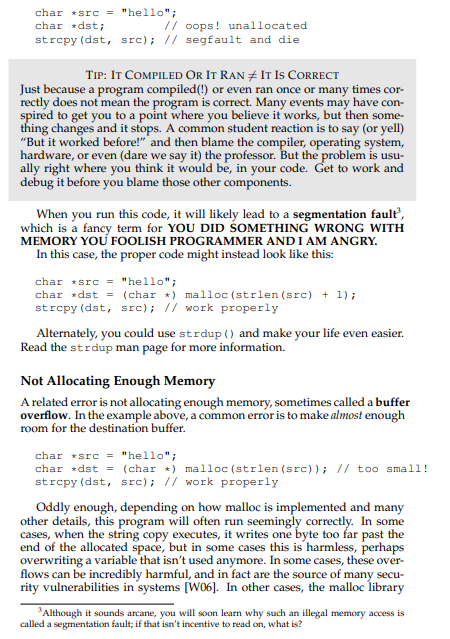 char *src = "hello";
char *dst; // oops! unallocated
strcpy(dst, src); // segfault and die
TIP: IT COMPILED OR IT RAN ≠ IT IS CORRECT
Just because a program compiled(!) or even ran once or many times cor-
rectly does not mean the program is correct. Many events may have con-
spired to get you to a point where you believe it works, but then some-
thing changes and it stops. A common student reaction is to say (or yell)
"But it worked before!" and then blame the compiler, operating system,
hardware, or even (dare we say it) the professor. But the problem is usu-
ally right where you think it would be, in your code. Get to work and
debug it before you blame those other components.
When you run this code, it will likely lead to a segmentation fault³,
which is a fancy term for YOU DID SOMETHING WRONG WITH
MEMORY YOU FOOLISH PROGRAMMER AND I AM ANGRY.
In this case, the proper code might instead look like this:
char *src = "hello";
char *dst = (char *) malloc(strlen(src) + 1);
strcpy(dst, src); // work properly
Alternately, you could use strdup() and make your life even easier.
Read the strdup man page for more information.
Not Allocating Enough Memory
A related error is not allocating enough memory, sometimes called a buffer
overflow. In the example above, a common error is to make almost enough
room for the destination buffer.
char *src = "hello";
char *dst = (char *) malloc(strlen(src)); // too small!
strcpy(dst, src); // work properly
Oddly enough, depending on how malloc is implemented and many
other details, this program will often run seemingly correctly. In some
cases, when the string copy executes, it writes one byte too far past the
end of the allocated space, but in some cases this is harmless, perhaps
overwriting a variable that isn't used anymore. In some cases, these over-
flows can be incredibly harmful, and in fact are the source of many secu-
rity vulnerabilities in systems [W06]. In other cases, the malloc library
³Although it sounds arcane, you will soon learn why such an illegal memory access is
called a segmentation fault; if that isn't incentive to read on, what is?